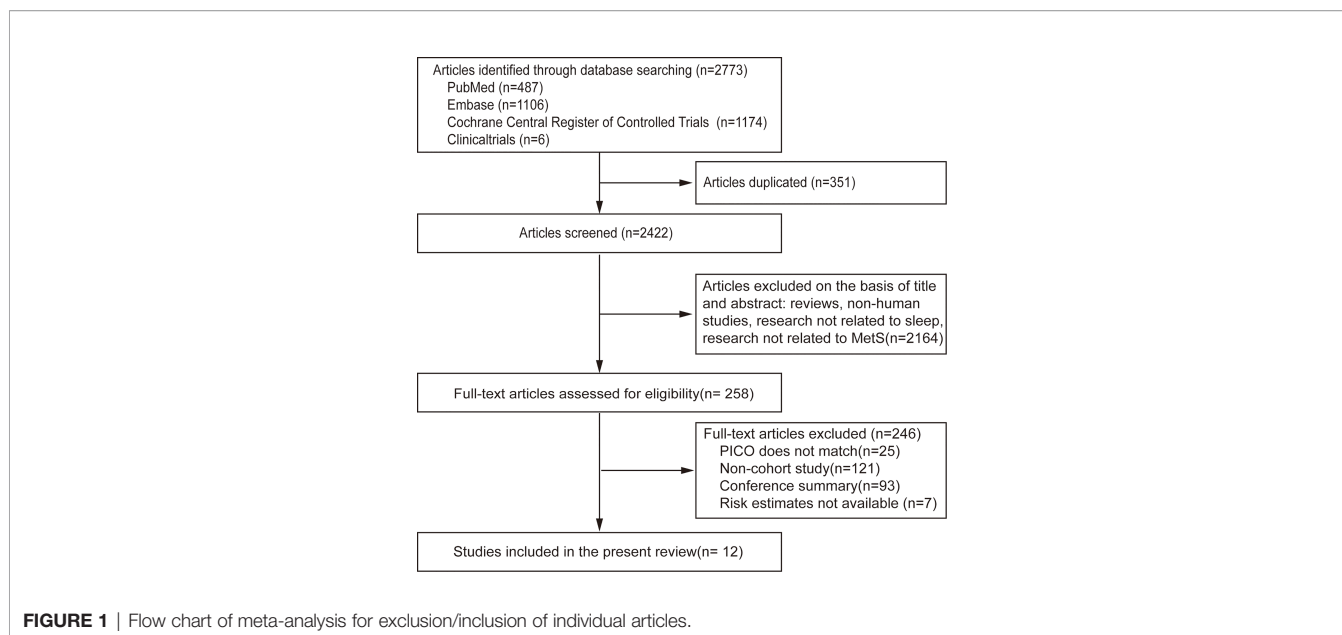 Articles identified through database searching (n=2773)
PubMed (n=487)
Embase (n=1106)
Cochrane Central Register of Controlled Trials (n=1174)
Clinicaltrials (n=6)
Articles duplicated (n=351)
Articles screened (n=2422)
Articles excluded on the basis of title
and abstract: reviews, non-human
studies, research not related to sleep,
research not related to MetS(n=2164)
Full-text articles assessed for eligibility(n= 258)
Full-text articles excluded (n=246)
PICO does not match(n=25)
Non-cohort study(n=121)
Conference summary(n=93)
Risk estimates not available (n=7)
Studies included in the present review(n= 12)
FIGURE 1 | Flow chart of meta-analysis for exclusion/inclusion of individual articles.